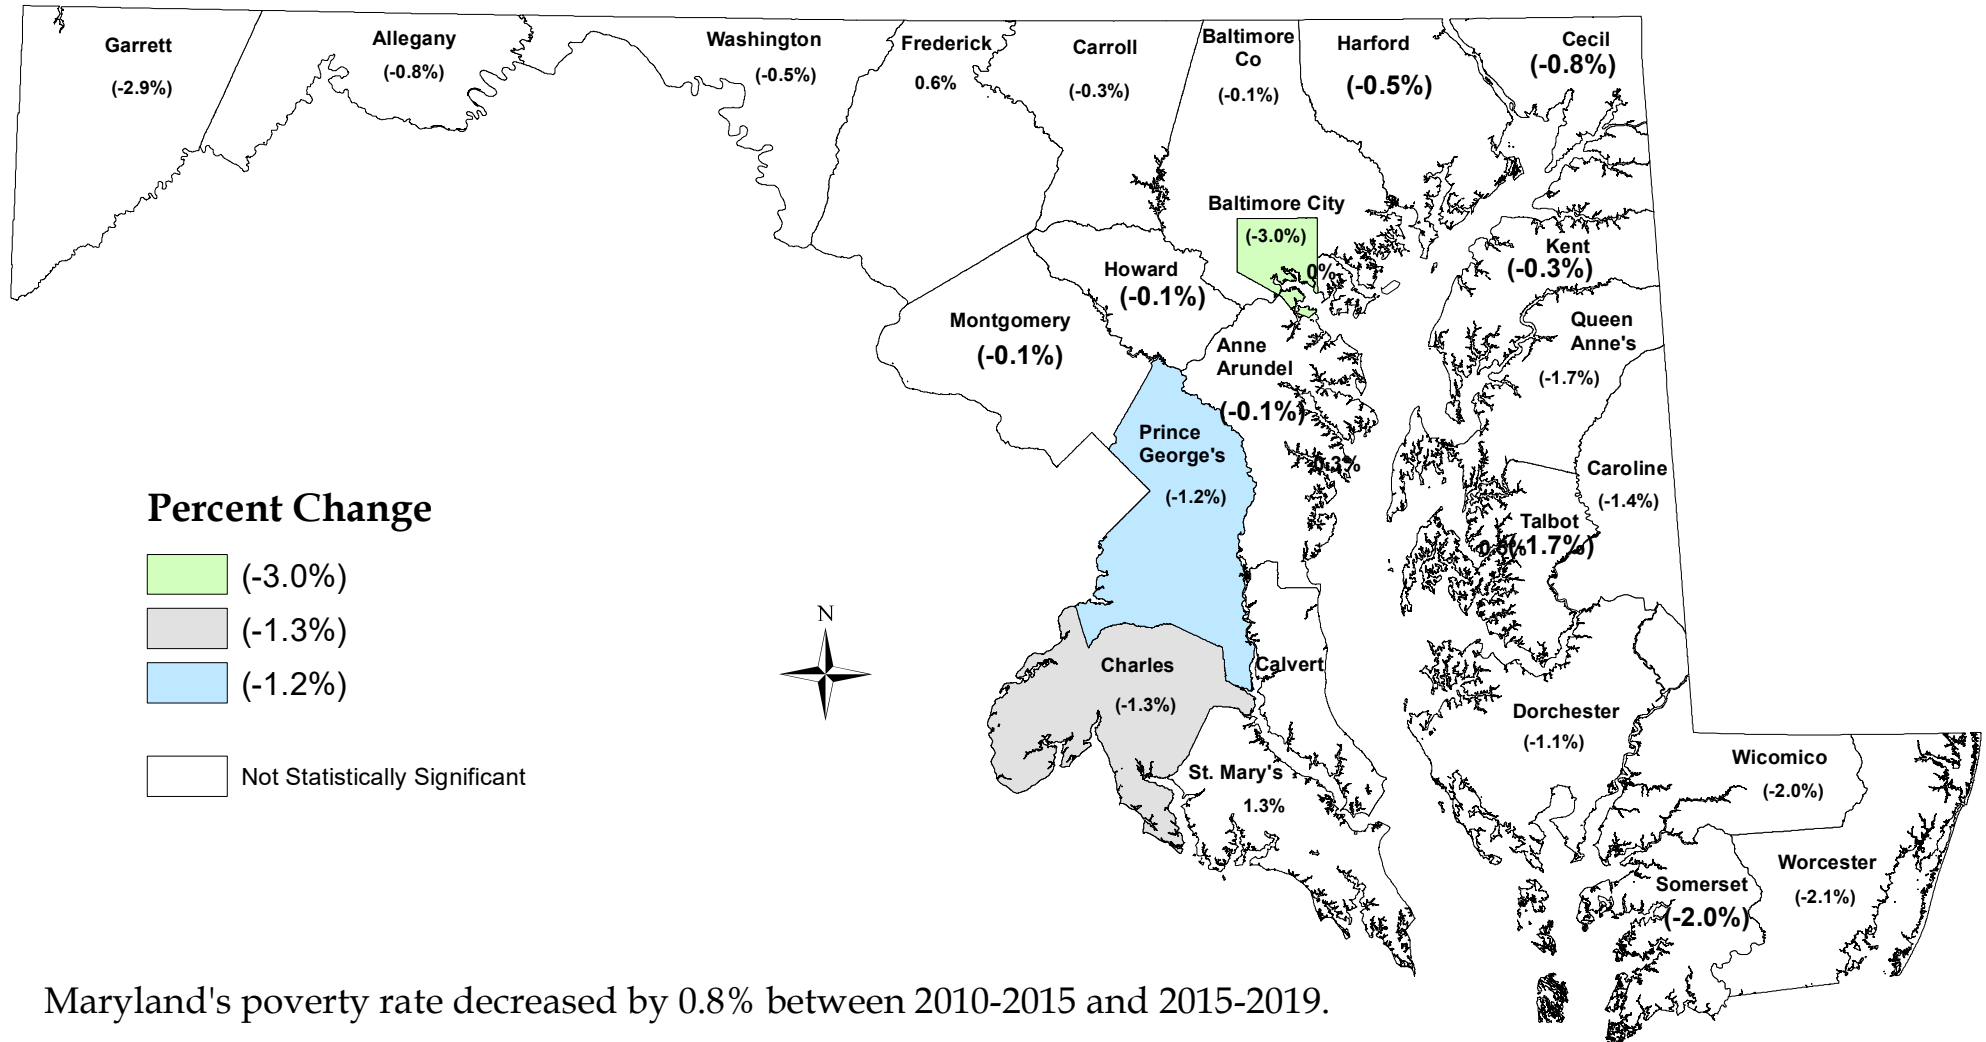 Garrett
(-2.9%)
Allegany
(-0.8%)
Washington
(-0.5%)
Frederick
0.6%
Carroll
(-0.3%)
Baltimore
Co
(-0.1%)
Harford
(-0.5%)
Cecil
(-0.8%)
Baltimore City
(-3.0%)
0%
Kent
(-0.3%)
Howard
(-0.1%)
Montgomery
(-0.1%)
Anne
Arundel
(-0.1%)
Queen
Anne's
(-1.7%)
Prince
George's
(-1.2%)
Caroline
(-1.4%)
Talbot
1.7%)
Percent Change
(-3.0%)
(-1.3%)
(-1.2%)
Not Statistically Significant
N
Charles
(-1.3%)
Calvert
St. Mary's
1.3%
Dorchester
(-1.1%)
Wicomico
(-2.0%)
Worcester
(-2.1%)
Somerset
(-2.0%)
Maryland's poverty rate decreased by 0.8% between 2010-2015 and 2015-2019.